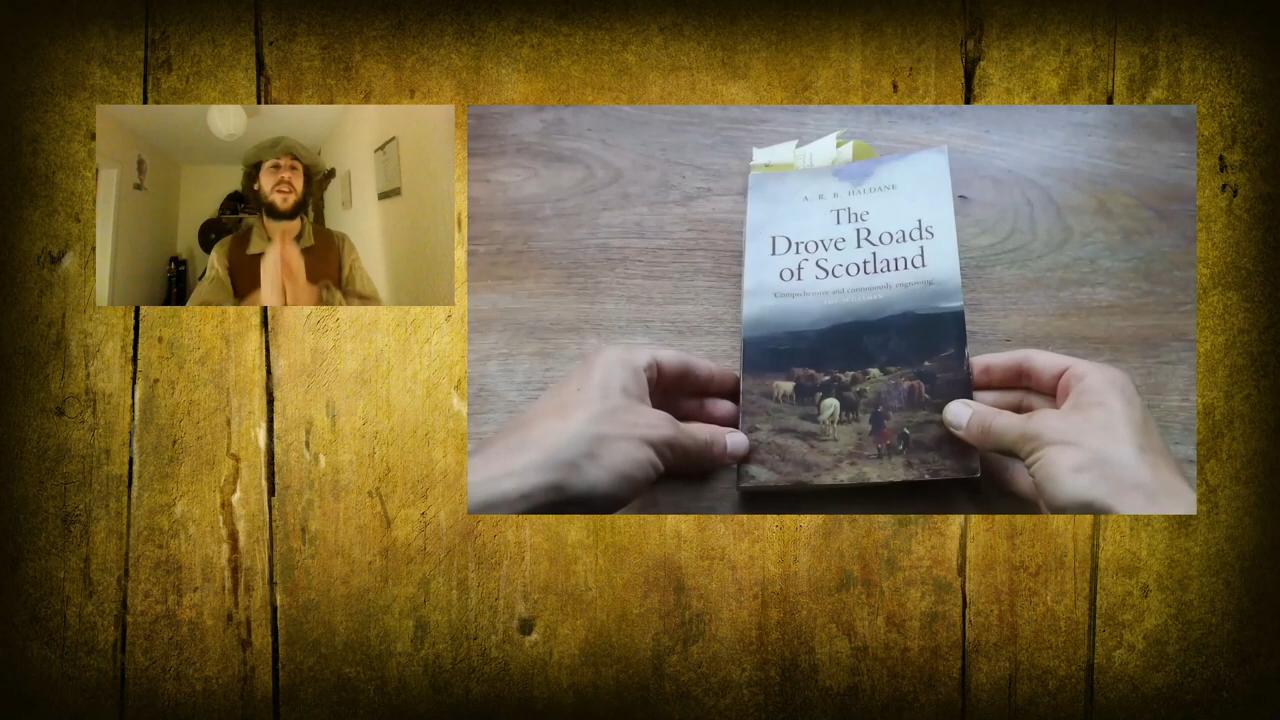 A. R. B. HALDANE
The
Drove Roads
of Scotland
'Comprehensive and continuously engrossing'